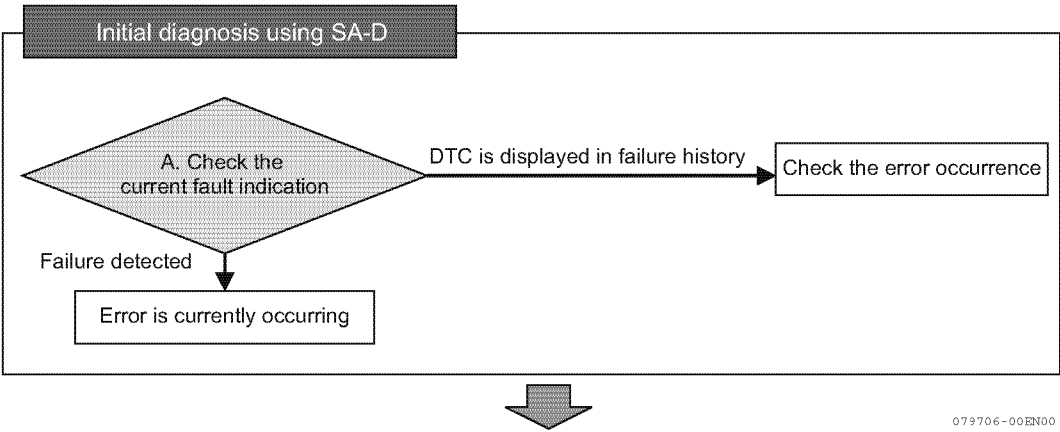 Initial diagnosis using SA-D
A. Check the
current fault indication
DTC is displayed in failure history
Check the error occurrence
Failure detected
Error is currently occurring
079706-00EN00